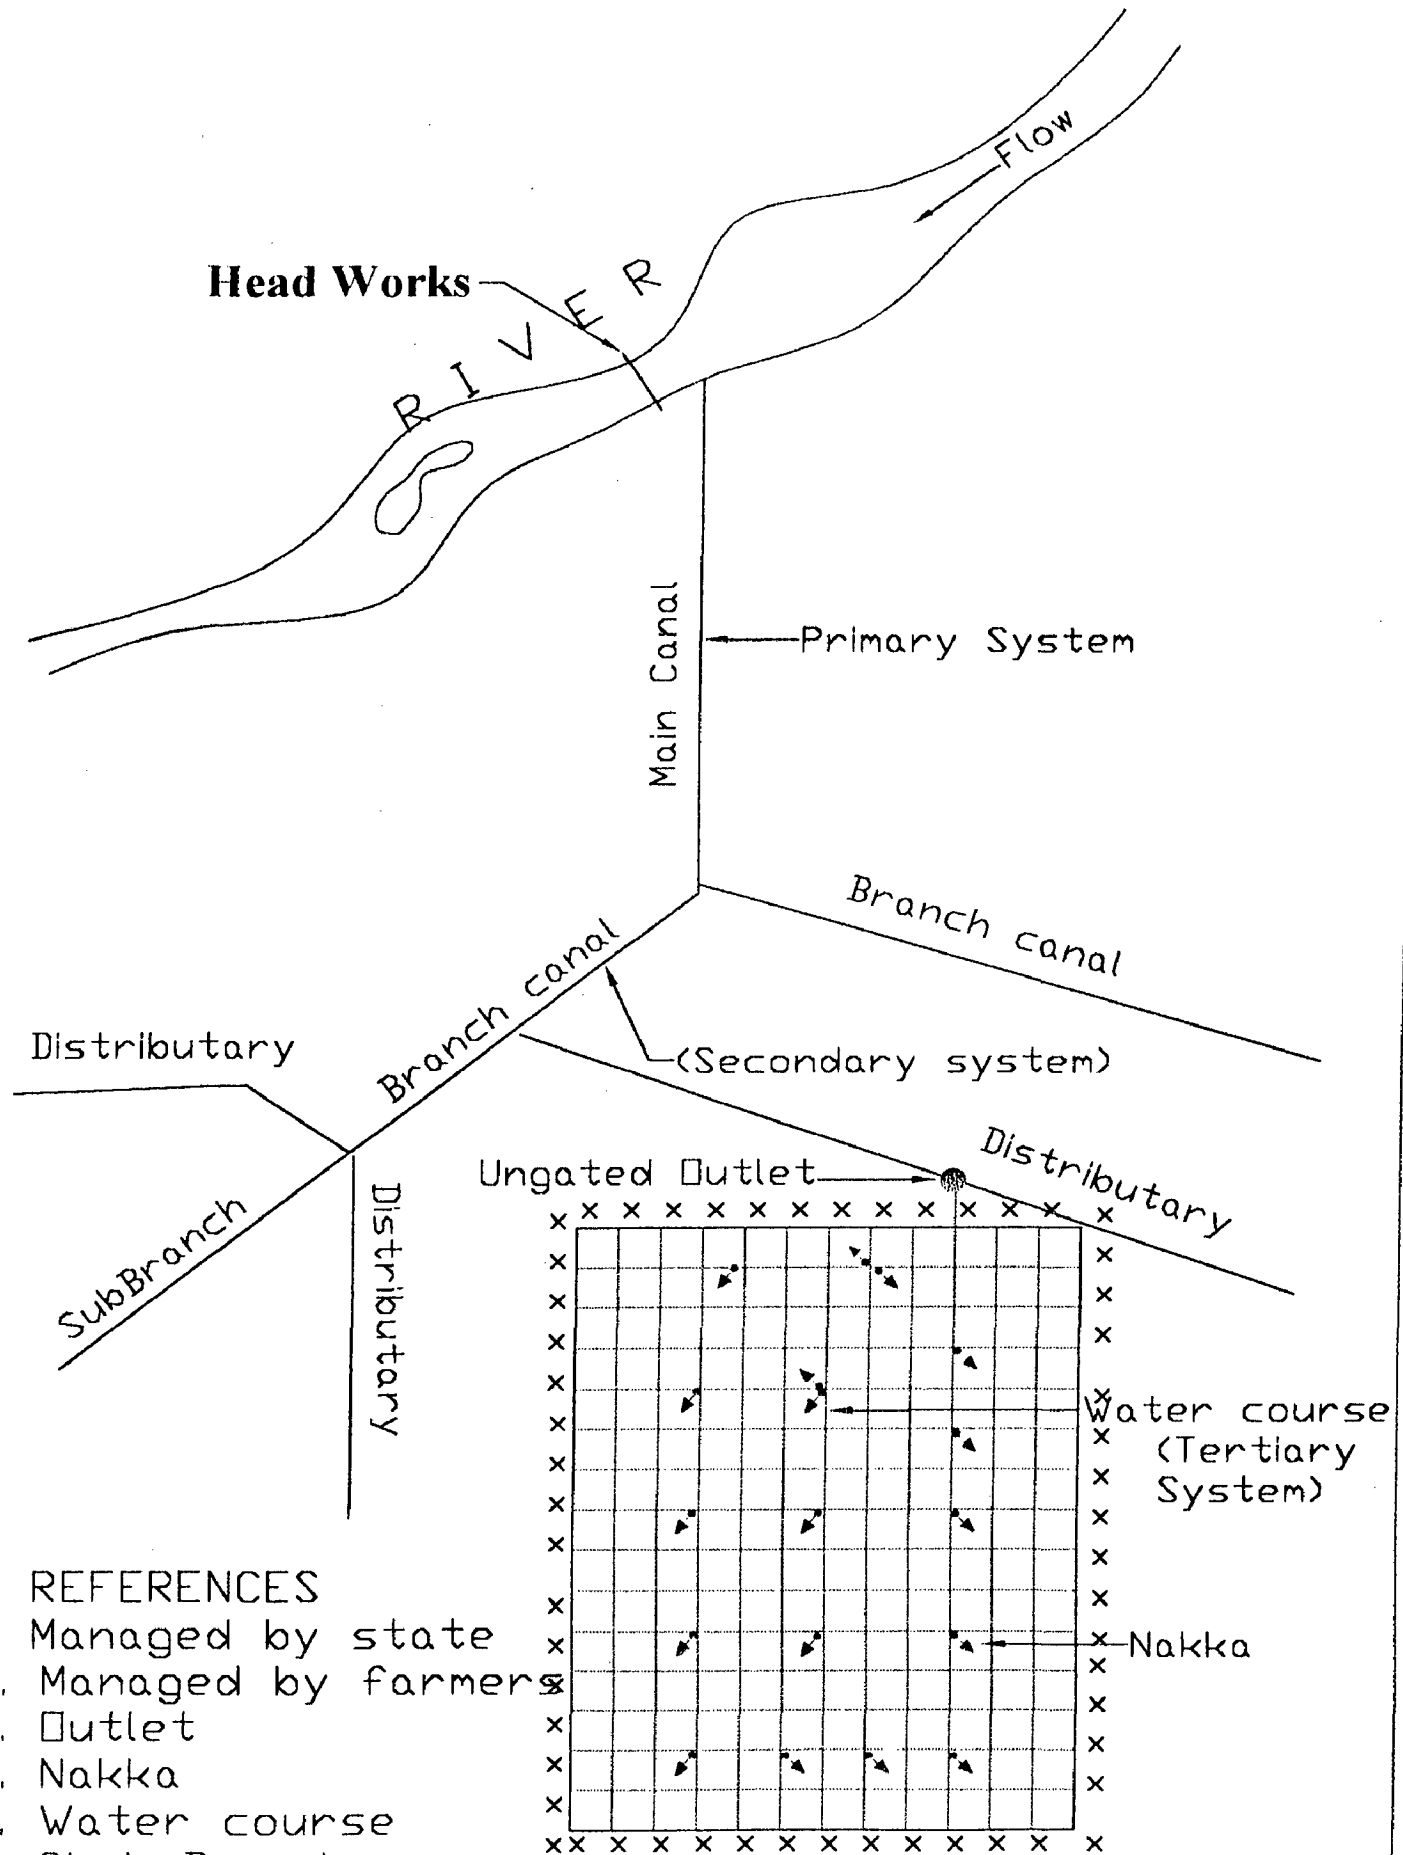 Flow
Head Works
RIVER
Main Canal
Primary System
Branch canal
Branch canal
(Secondary system)
Distributary
Distributary
Ungated Outlet
SubBranch
Distributary
Water course
(Tertiary
System)
Nakka
REFERENCES
Managed by state
. Managed by farmers
. Outlet
. Nakka
. Water course